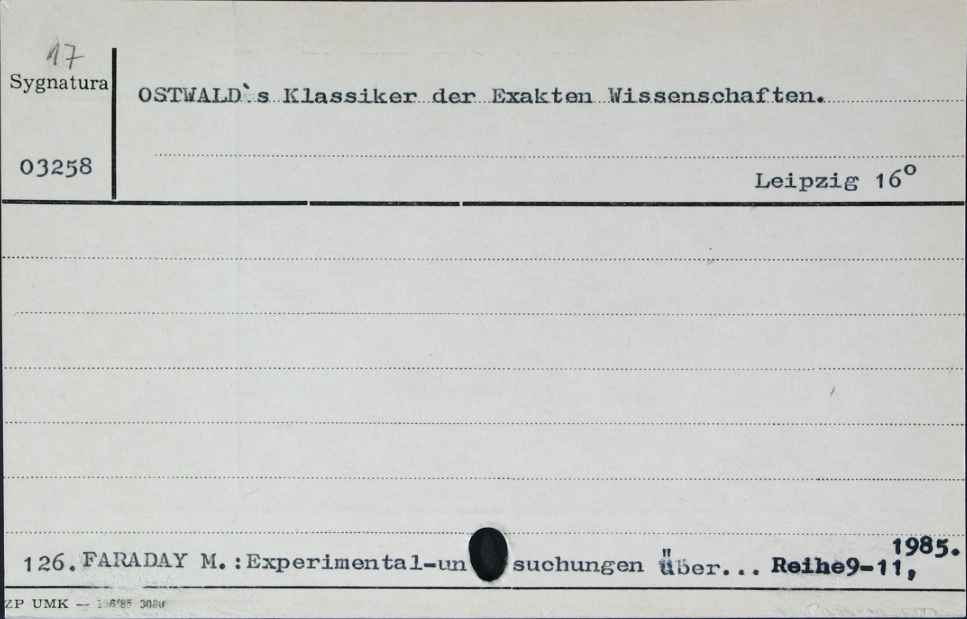 17
Sygnatura
OSTWALD`s Klassiker der Exakten Wissenschaften.
03258
Leipzig 16°
126. FARADAY M.:Experimental-un suchungen über... Reihe9-11, 1985.
ZP UMK —